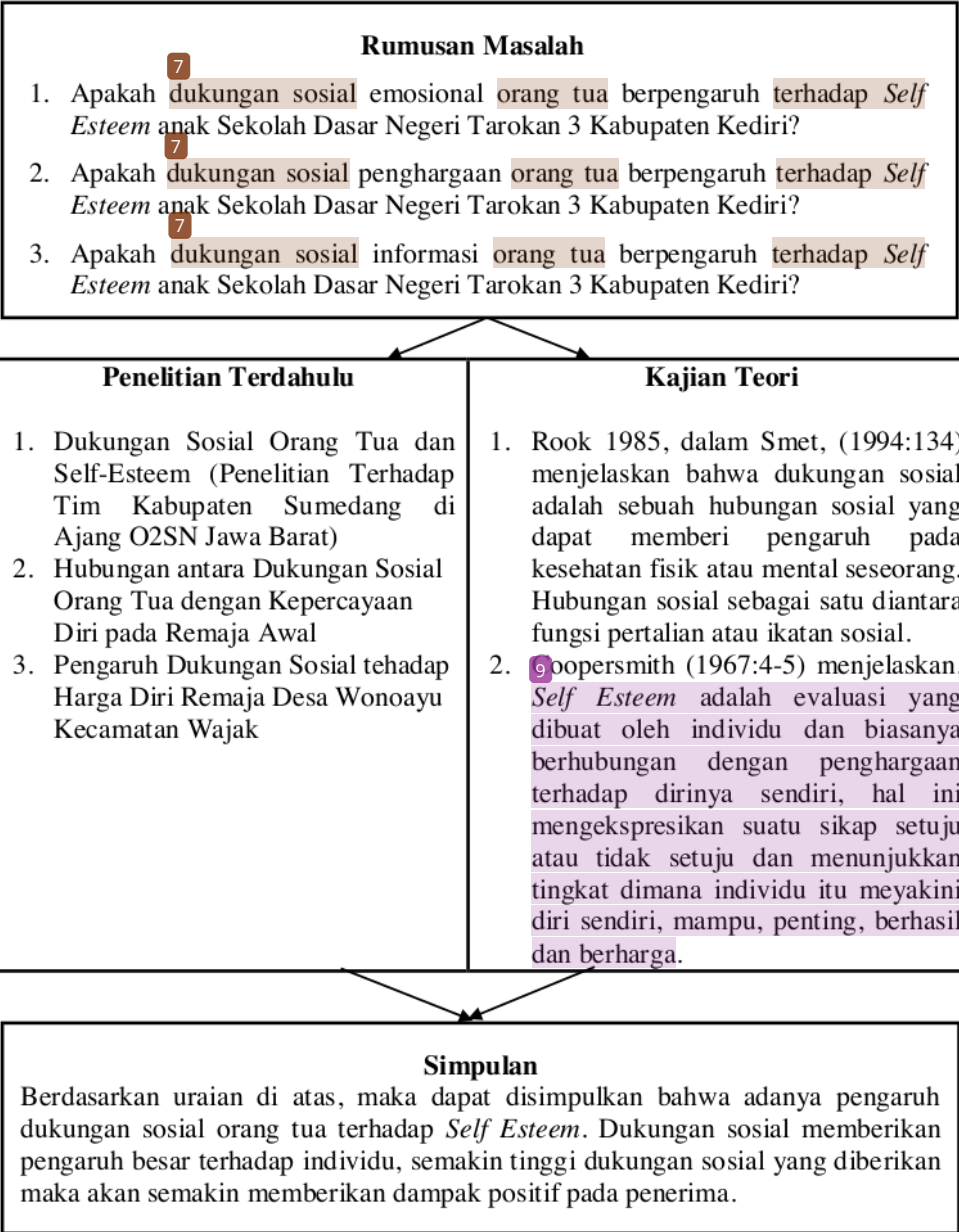 Rumusan Masalah
7
1. Apakah dukungan sosial emosional orang tua berpengaruh terhadap Self
Esteem anak Sekolah Dasar Negeri Tarokan 3 Kabupaten Kediri?
7
2. Apakah dukungan sosial penghargaan orang tua berpengaruh terhadap Self
Esteem anak Sekolah Dasar Negeri Tarokan 3 Kabupaten Kediri?
7
3. Apakah dukungan sosial informasi orang tua berpengaruh terhadap Self
Esteem anak Sekolah Dasar Negeri Tarokan 3 Kabupaten Kediri?
Penelitian Terdahulu
1. Dukungan Sosial Orang Tua dan
Self-Esteem (Penelitian Terhadap
Tim Kabupaten Sumedang di
Ajang O2SN Jawa Barat)
2. Hubungan antara Dukungan Sosial
Orang Tua dengan Kepercayaan
Diri pada Remaja Awal
3. Pengaruh Dukungan Sosial tehadap
Harga Diri Remaja Desa Wonoayu
Kecamatan Wajak
Kajian Teori
1. Rook 1985, dalam Smet, (1994:134)
menjelaskan bahwa dukungan sosial
adalah sebuah hubungan sosial yang
dapat memberi pengaruh pada
kesehatan fisik atau mental seseorang.
Hubungan sosial sebagai satu diantara
fungsi pertalian atau ikatan sosial.
9
2. Coopersmith (1967:4-5) menjelaskan.
Self Esteem adalah evaluasi yang
dibuat oleh individu dan biasanya
berhubungan dengan penghargaan
terhadap dirinya sendiri, hal ini
mengekspresikan suatu sikap setuju
atau tidak setuju dan menunjukkan
tingkat dimana individu itu meyakini
diri sendiri, mampu, penting, berhasil
dan berharga.
Simpulan
Berdasarkan uraian di atas, maka dapat disimpulkan bahwa adanya pengaruh
dukungan sosial orang tua terhadap Self Esteem. Dukungan sosial memberikan
pengaruh besar terhadap individu, semakin tinggi dukungan sosial yang diberikan
maka akan semakin memberikan dampak positif pada penerima.